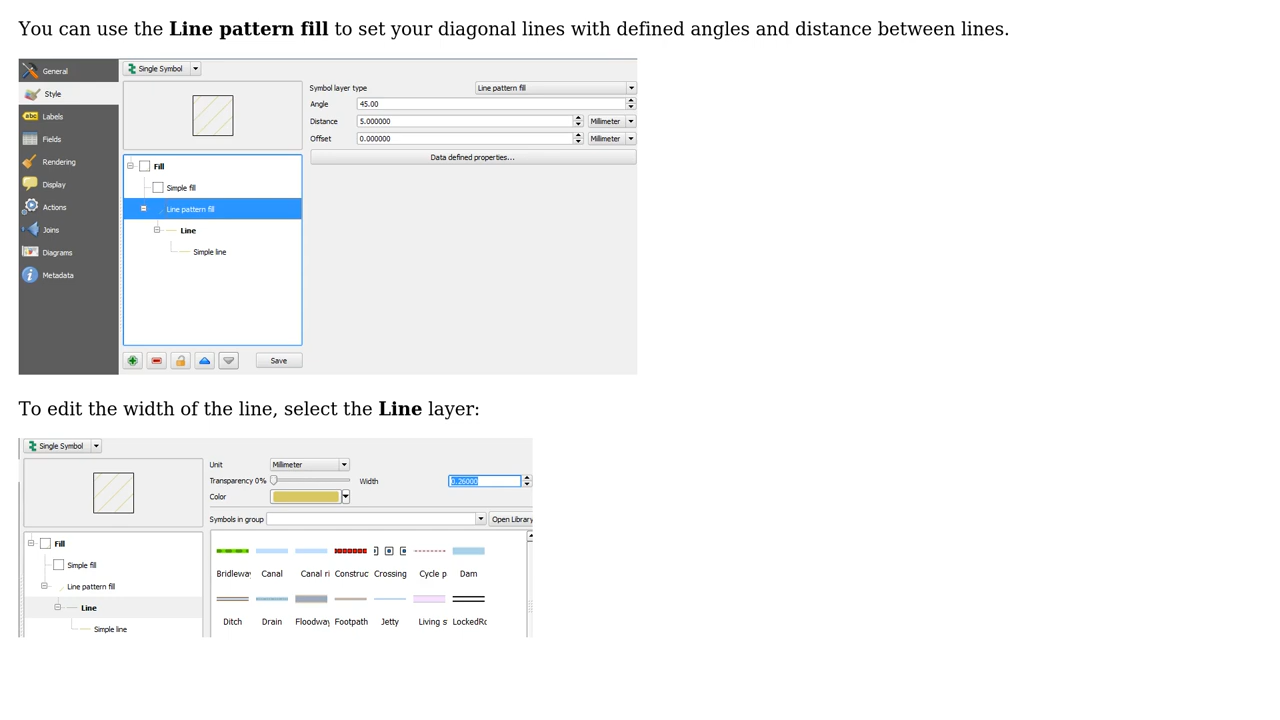 You can use the Line pattern fill to set your diagonal lines with defined angles and distance between lines.
General
Style
Labels
Fields
Rendering
Display
Actions
Joins
Diagrams
Metadata
abc
Single Symbol
Fill
Simple fill
Line pattern fill
Line
Simple line
Save
Symbol layer type Line pattern fill
Angle 45.00
Distance 5.000000 Millimeter
Offset 0.000000 Millimeter
Data defined properties...
To edit the width of the line, select the Line layer:
Single Symbol
Fill
Simple fill
Line pattern fill
Line
Simple line
Unit Millimeter
Transparency 0% Width 0.26000
Color
Symbols in group Open Library
Bridleway Canal Canal ri Construc Crossing Cycle p Dam
Ditch Drain Floodway Footpath Jetty Living s LockedRo